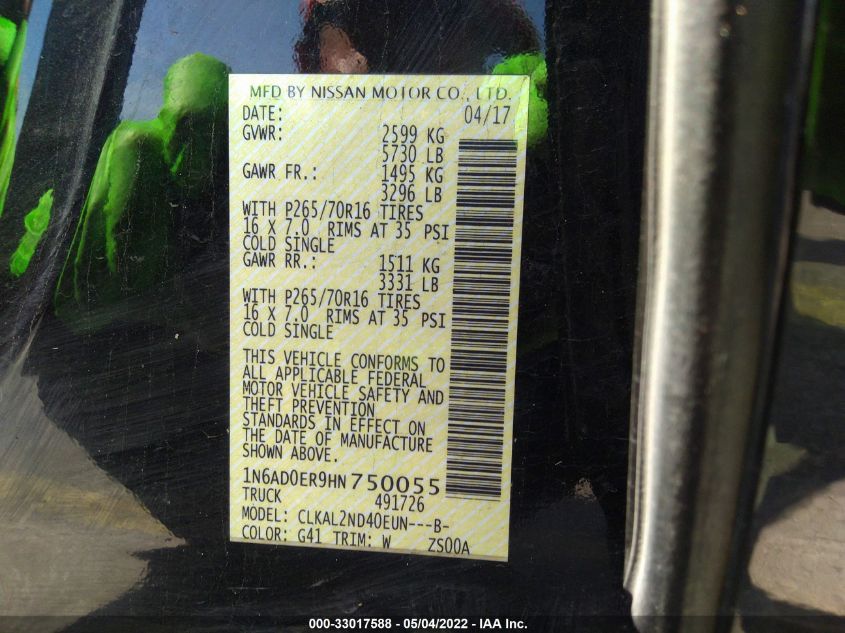 MFD BY NISSAN MOTOR CO., LTD.
DATE: 04/17
GVWR: 2599 KG
5730 LB
GAWR FR.: 1495 KG
3296 LB
WITH P265/70R16 TIRES
16 X 7.0 RIMS AT 35 PSI
COLD SINGLE
GAWR RR.: 1511 KG
3331 LB
WITH P265/70R16 TIRES
16 X 7.0 RIMS AT 35 PSI
COLD SINGLE
THIS VEHICLE CONFORMS TO
ALL APPLICABLE FEDERAL
MOTOR VEHICLE SAFETY AND
THEFT PREVENTION
STANDARDS IN EFFECT ON
THE DATE OF MANUFACTURE
SHOWN ABOVE.
1N6AD0ER9HN750055
TRUCK 491726
MODEL: CLKAL2ND40EUN---B-
COLOR: G41 TRIM: W ZS00A
000-33017588 - 05/04/2022 - IAA Inc.